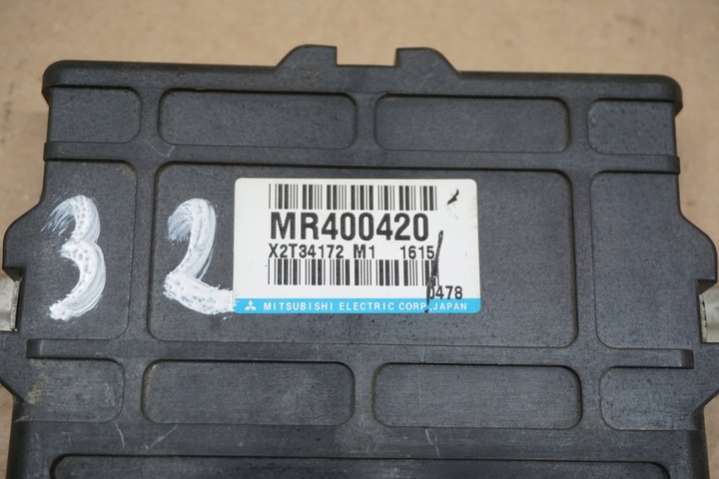 32
MR400420
X2T34172 M1 1615
0478
MITSUBISHI ELECTRIC CORP. JAPAN